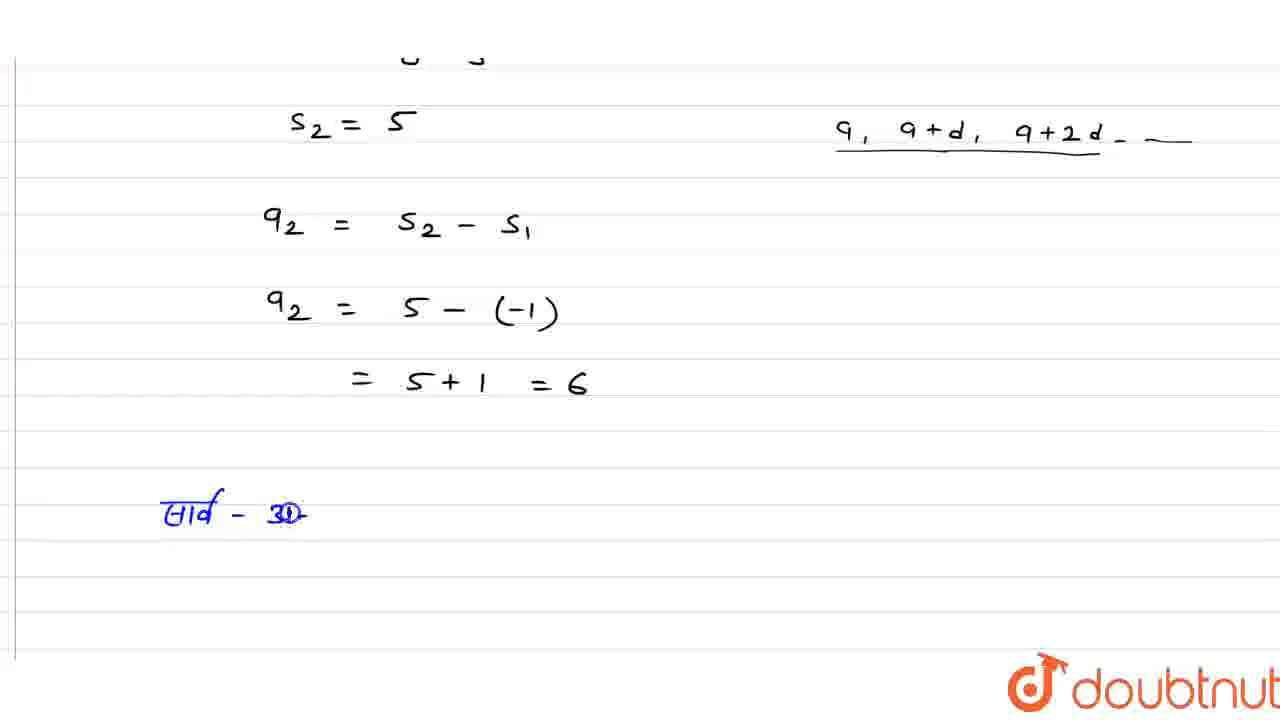 S₂ = 5
a, a+d, a+2d - —
a₂ = S₂ - S₁
a₂ = 5 - (-1)
= 5 + 1 = 6
सार्व - अ
doubtnut